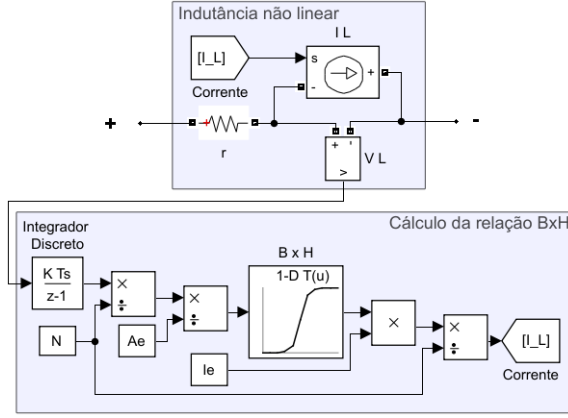 Indutância não linear
I L
[I_L]
s
+
-
Corrente
+
-
r
+
-
V L
v
Cálculo da relação BxH
Integrador
Discreto
K Ts
z-1
B x H
1-D T(u)
×
÷
×
÷
N
Ae
le
×
×
÷
[I_L]
Corrente